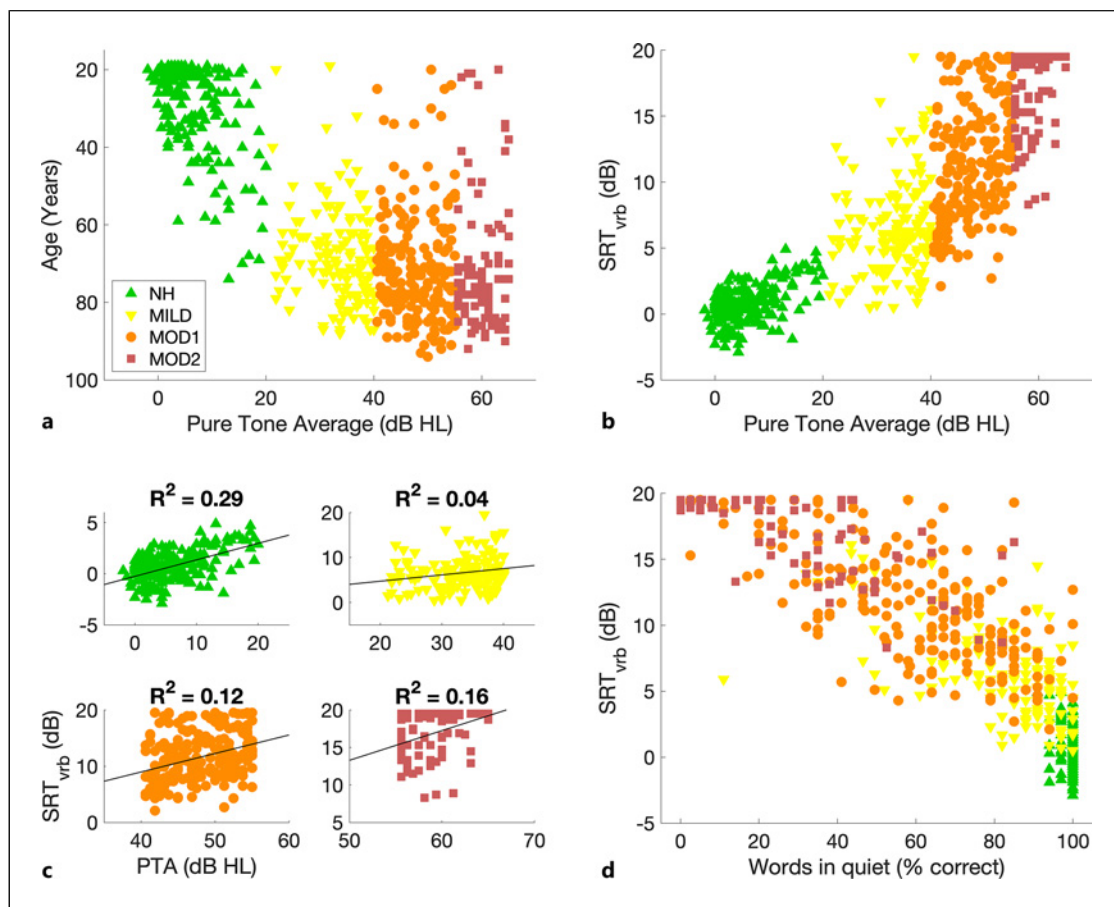 20
40
60
80
100
Age (Years)
NH
MILD
MOD1
MOD2
0
20
40
60
Pure Tone Average (dB HL)
a
20
15
10
5
0
-5
SRTvrb (dB)
0
20
40
60
Pure Tone Average (dB HL)
b
R² = 0.29
5
0
-5
0
10
20
R² = 0.04
20
10
0
20
30
40
R² = 0.12
20
10
0
SRTvrb (dB)
40
50
60
PTA (dB HL)
R² = 0.16
20
15
10
5
50
60
70
c
20
15
10
5
0
-5
SRTvrb (dB)
0
20
40
60
80
100
Words in quiet (% correct)
d